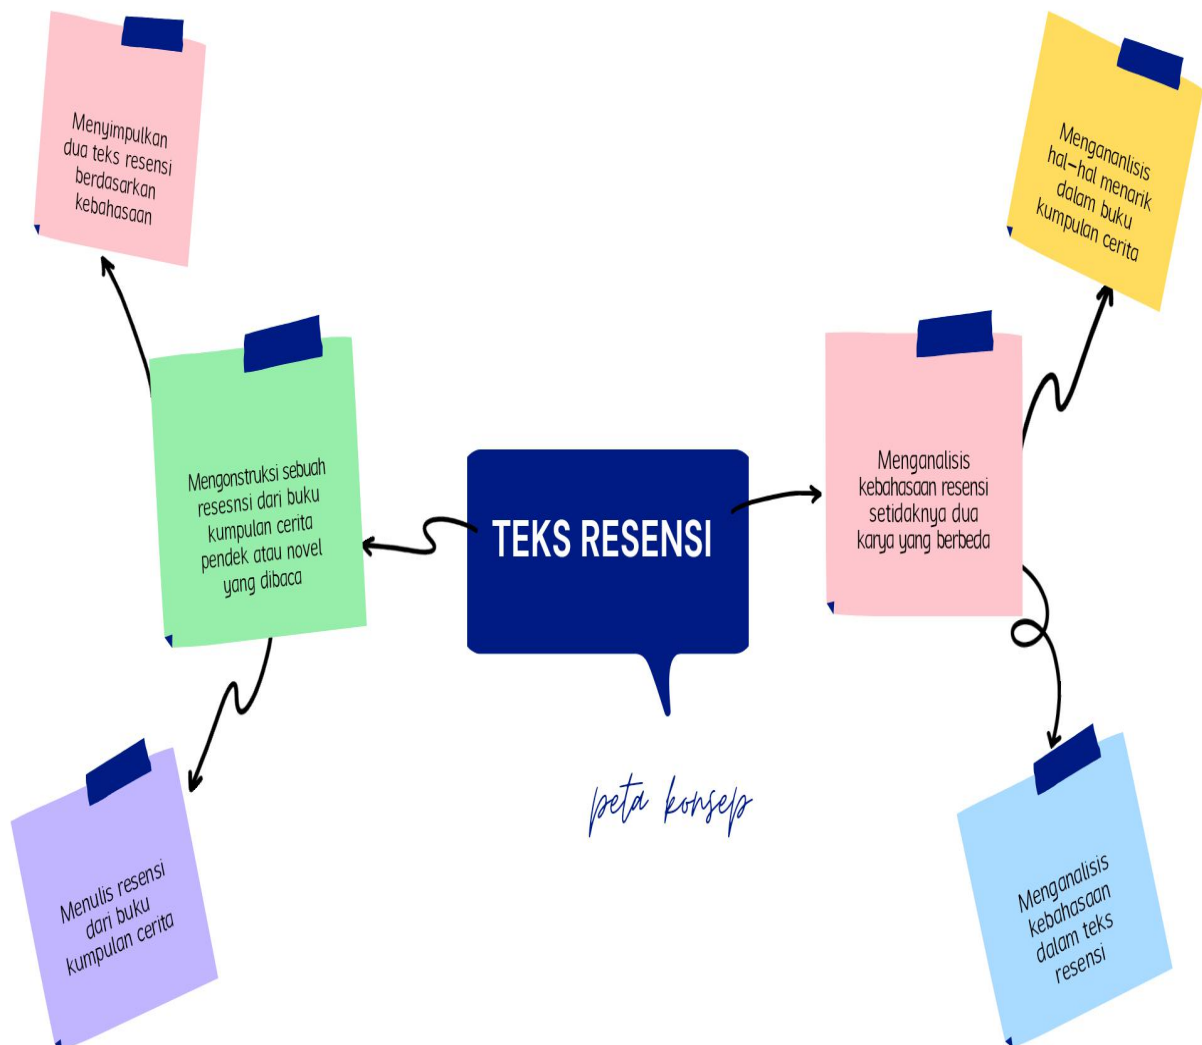 Menyimpulkan
dua teks resensi
berdasarkan
kebahasaan
Mengananlisis
hal-hal menarik
dalam buku
kumpulan cerita
Mengonstruksi sebuah
resesnsi dari buku
kumpulan cerita
pendek atau novel
yang dibaca
TEKS RESENSI
Menganalisis
kebahasaan resensi
setidaknya dua
karya yang berbeda
peta konsep
Menulis resensi
dari buku
kumpulan cerita
Menganalisis
kebahasaan
dalam teks
resensi